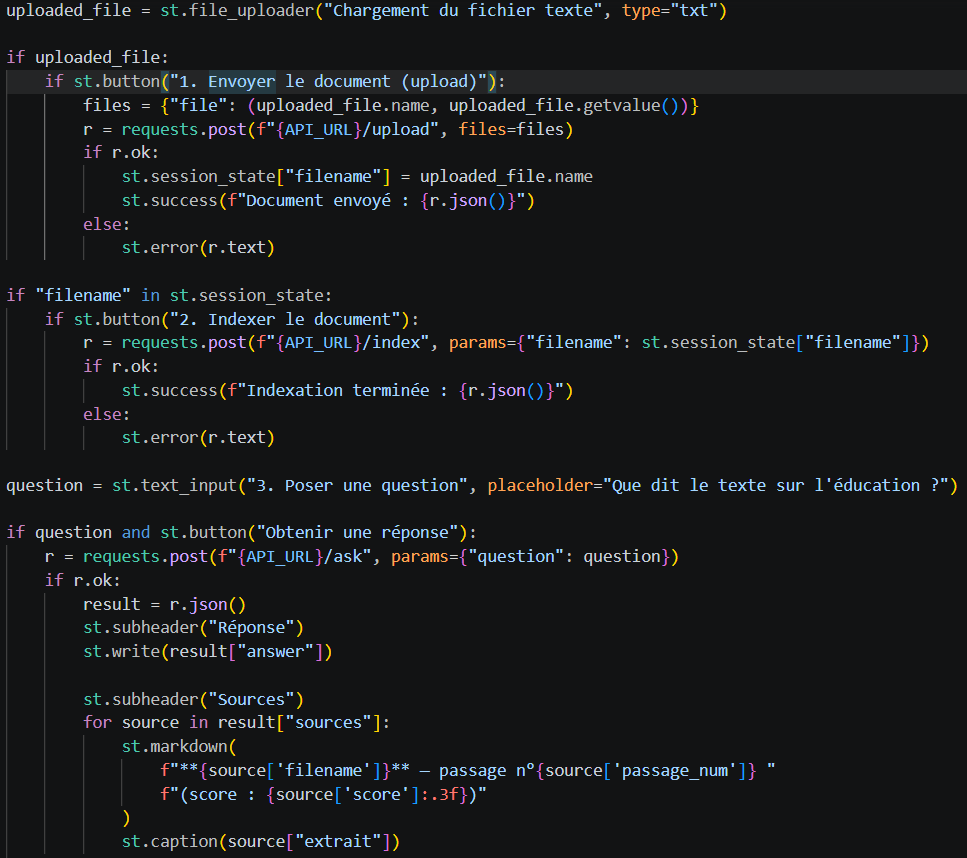 uploaded_file = st.file_uploader("Chargement du fichier texte", type="txt")

if uploaded_file:
    if st.button("1. Envoyer le document (upload)"):
        files = {"file": (uploaded_file.name, uploaded_file.getvalue())}
        r = requests.post(f"{API_URL}/upload", files=files)
        if r.ok:
            st.session_state["filename"] = uploaded_file.name
            st.success(f"Document envoyé : {r.json()}")
        else:
            st.error(r.text)

if "filename" in st.session_state:
    if st.button("2. Indexer le document"):
        r = requests.post(f"{API_URL}/index", params={"filename": st.session_state["filename"]})
        if r.ok:
            st.success(f"Indexation terminée : {r.json()}")
        else:
            st.error(r.text)

question = st.text_input("3. Poser une question", placeholder="Que dit le texte sur l'éducation ?")

if question and st.button("Obtenir une réponse"):
    r = requests.post(f"{API_URL}/ask", params={"question": question})
    if r.ok:
        result = r.json()
        st.subheader("Réponse")
        st.write(result["answer"])

        st.subheader("Sources")
        for source in result["sources"]:
            st.markdown(
                f"**{source['filename']}** — passage n°{source['passage_num']} "
                f"(score : {source['score']:.3f})"
            )
            st.caption(source["extrait"])